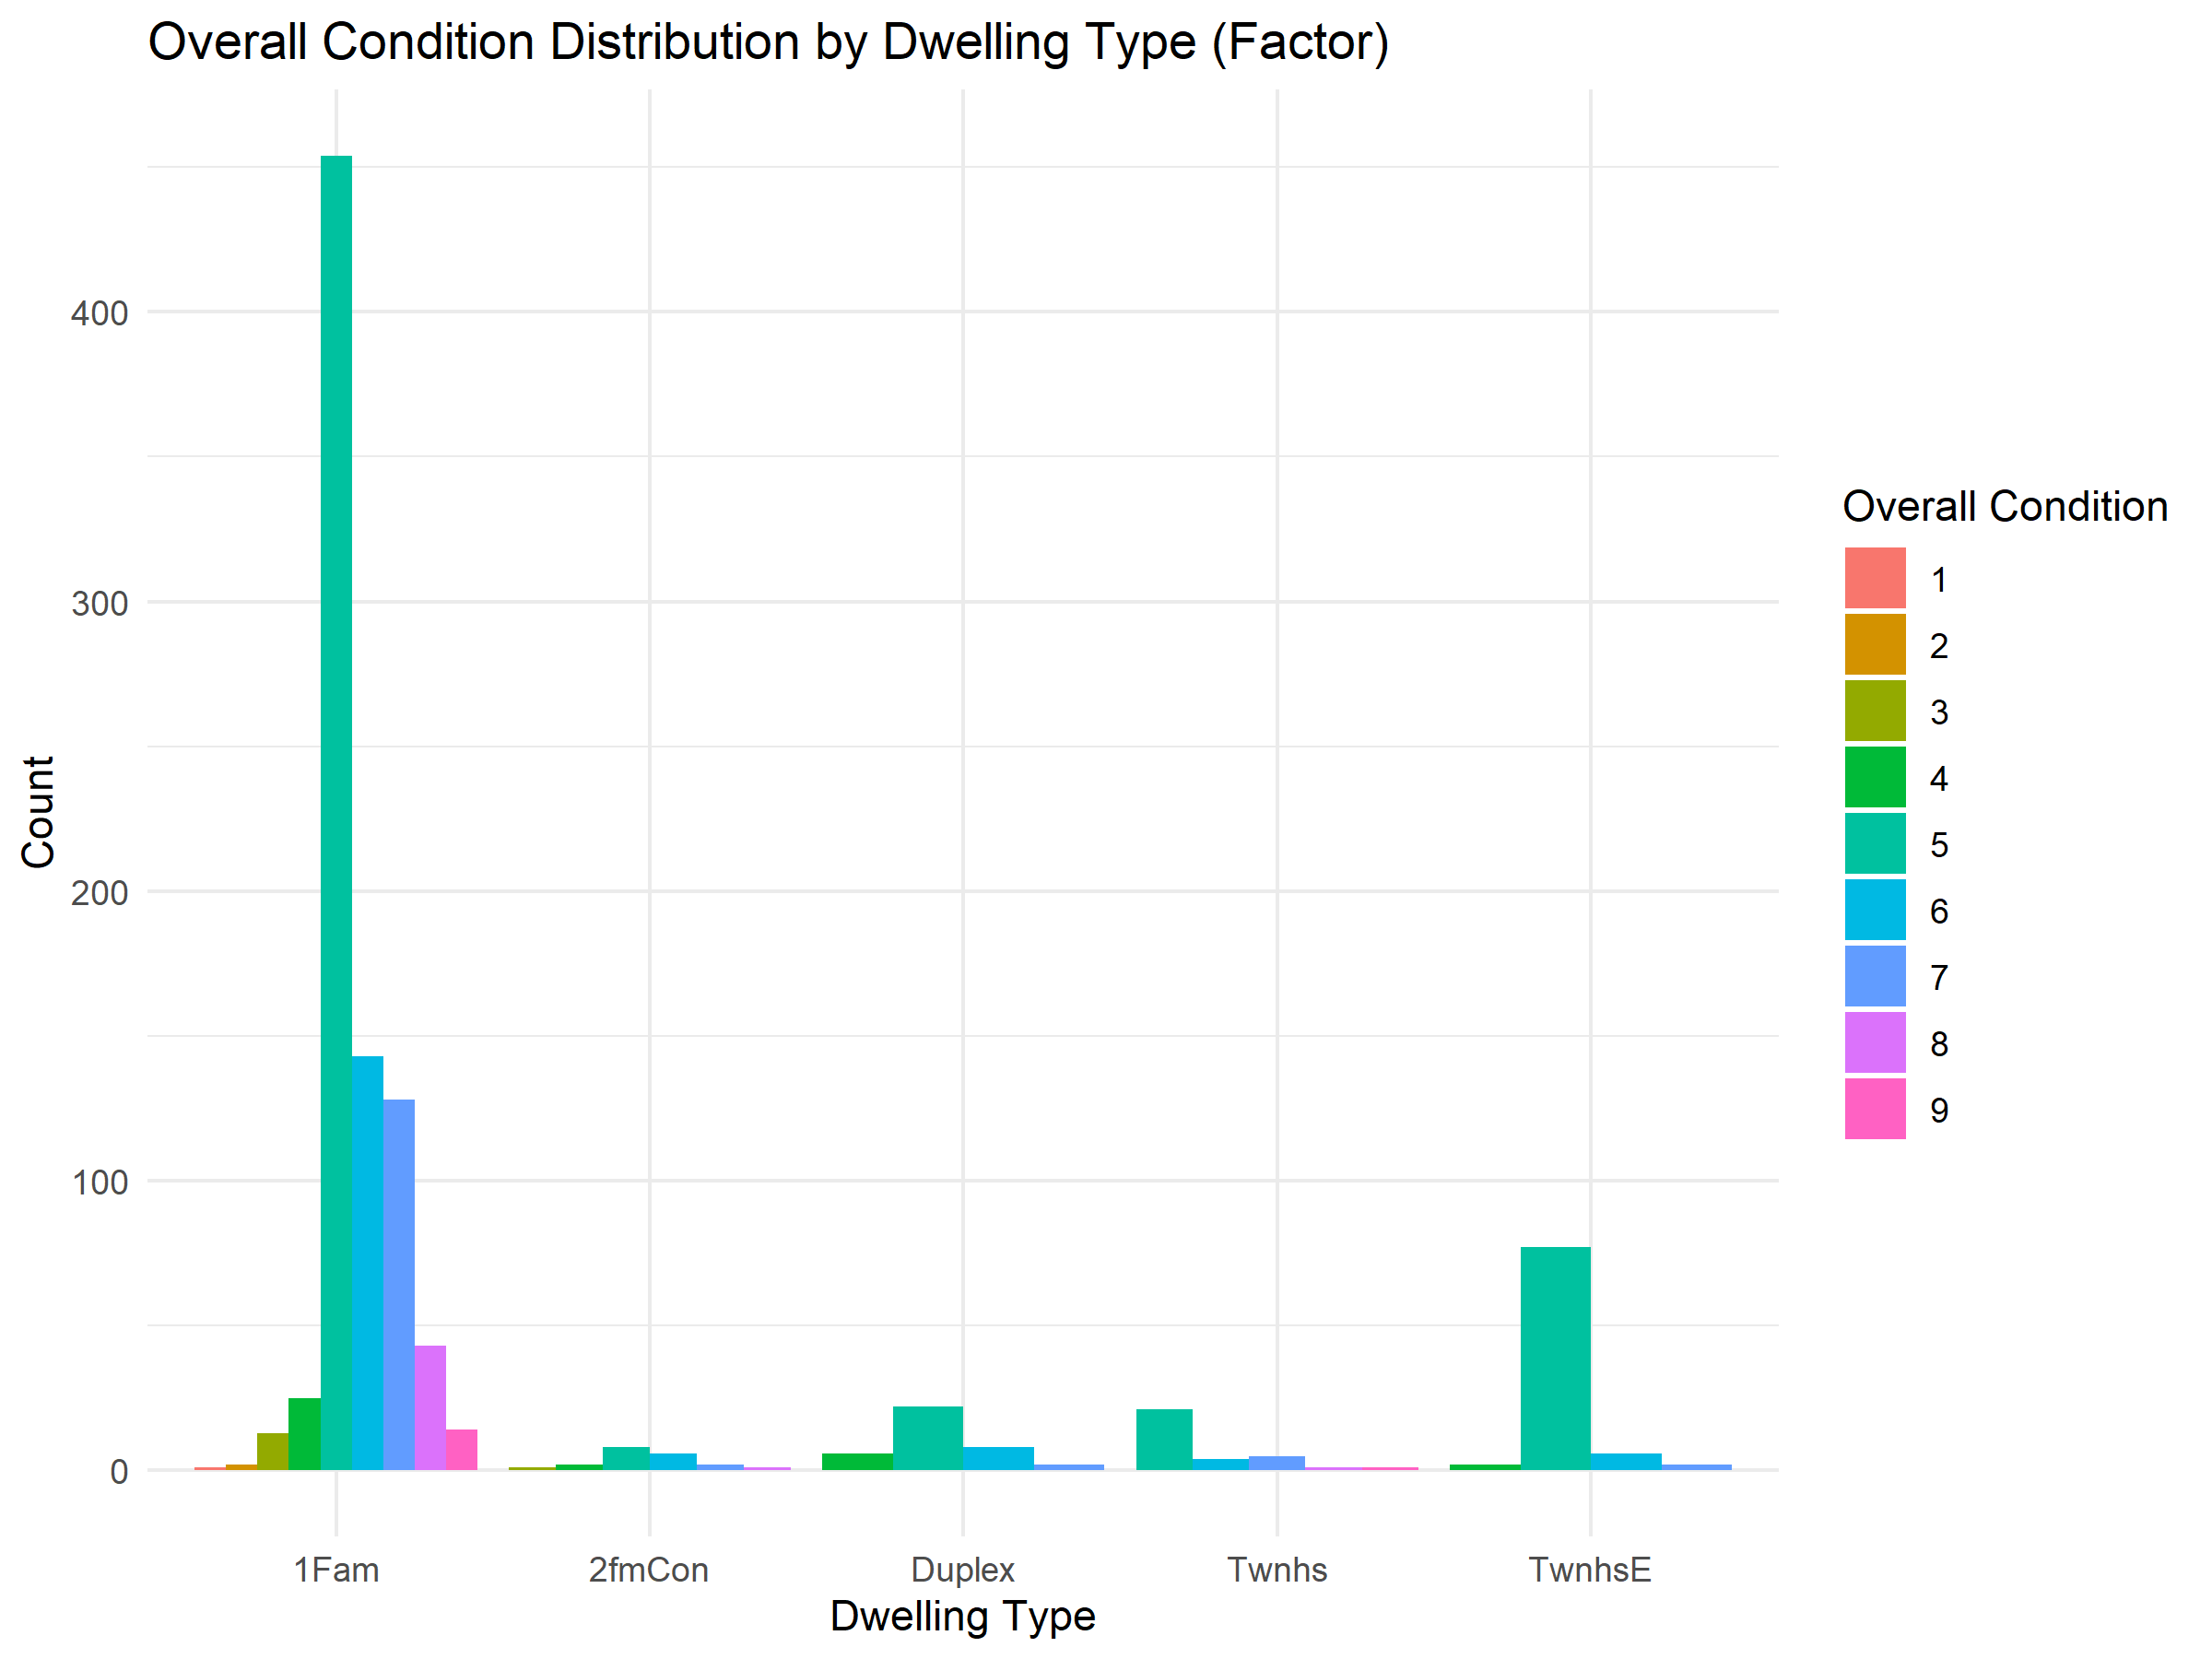 Overall Condition Distribution by Dwelling Type (Factor)
Count
400
300
200
100
0
1Fam
2fmCon
Duplex
Twnhs
TwnhsE
Dwelling Type
Overall Condition
1
2
3
4
5
6
7
8
9